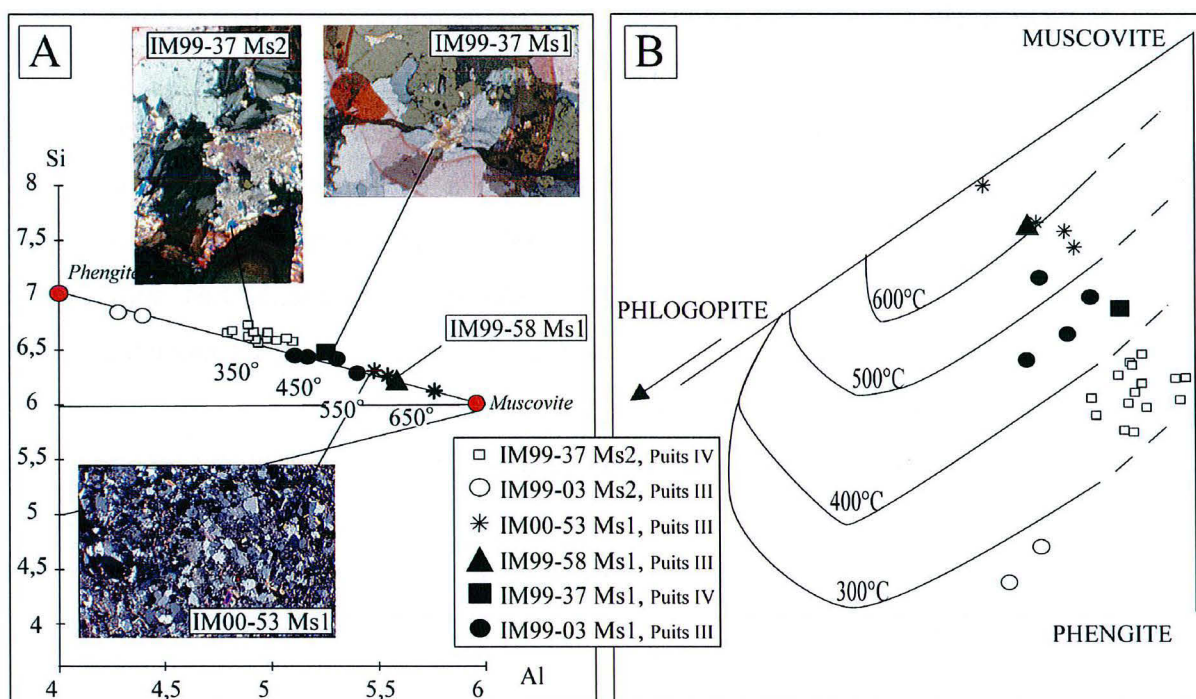 A
IM99-37 Ms2
IM99-37 Ms1
Si
8
7,5
7
6,5
6
5,5
5
4,5
4
Phengite
350°
450°
550°
650°
IM99-58 Ms1
Muscovite
IM00-53 Ms1
4
4,5
5
Al
5,5
6
IM99-37 Ms2, Puits IV
IM99-03 Ms2, Puits III
IM00-53 Ms1, Puits III
IM99-58 Ms1, Puits III
IM99-37 Ms1, Puits IV
IM99-03 Ms1, Puits III
B
MUSCOVITE
PHLOGOPITE
600°C
500°C
400°C
300°C
PHENGITE